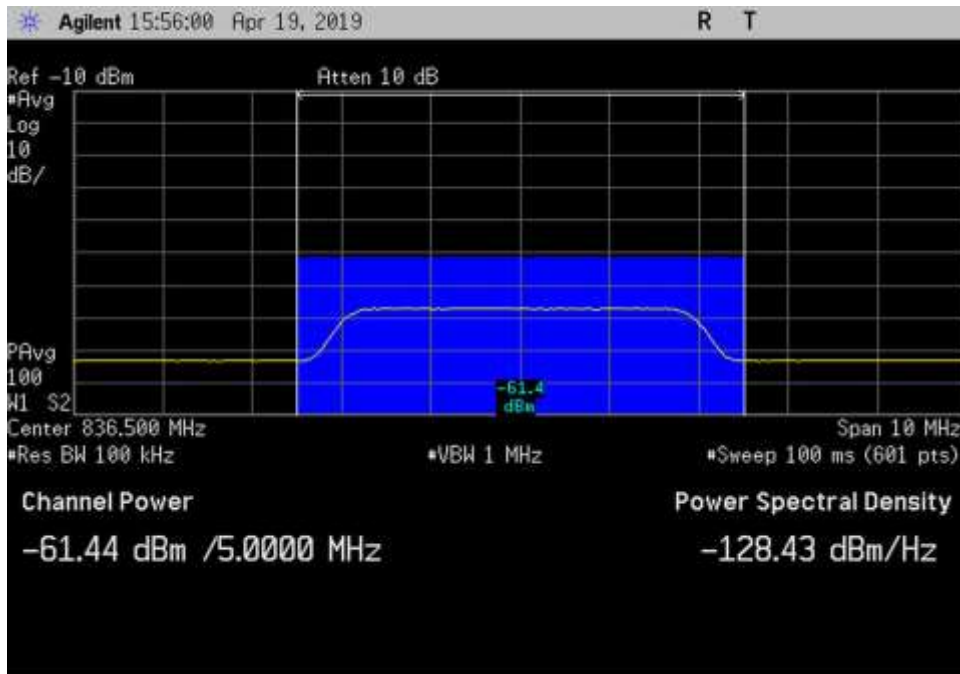 Agilent 15:56:00 Apr 19, 2019 R T
Ref -10 dBm Atten 10 dB
#Avg
Log
10
dB/
PAvg
100
W1 S2
-61.4
dBm
Center 836.500 MHz Span 10 MHz
#Res BW 100 kHz #VBW 1 MHz #Sweep 100 ms (601 pts)
Channel Power Power Spectral Density
-61.44 dBm /5.0000 MHz -128.43 dBm/Hz